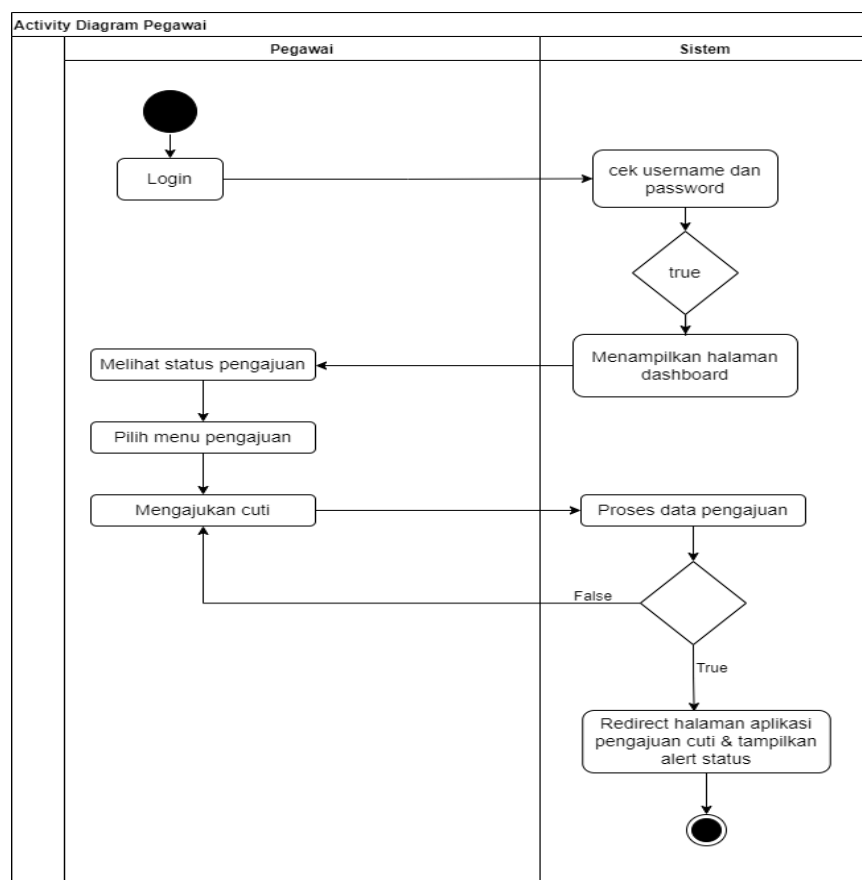 Activity Diagram Pegawai
Pegawai
Sistem
Login
cek username dan
password
true
Menampilkan halaman
dashboard
Melihat status pengajuan
Pilih menu pengajuan
Mengajukan cuti
Proses data pengajuan
False
True
Redirect halaman aplikasi
pengajuan cuti & tampilkan
alert status